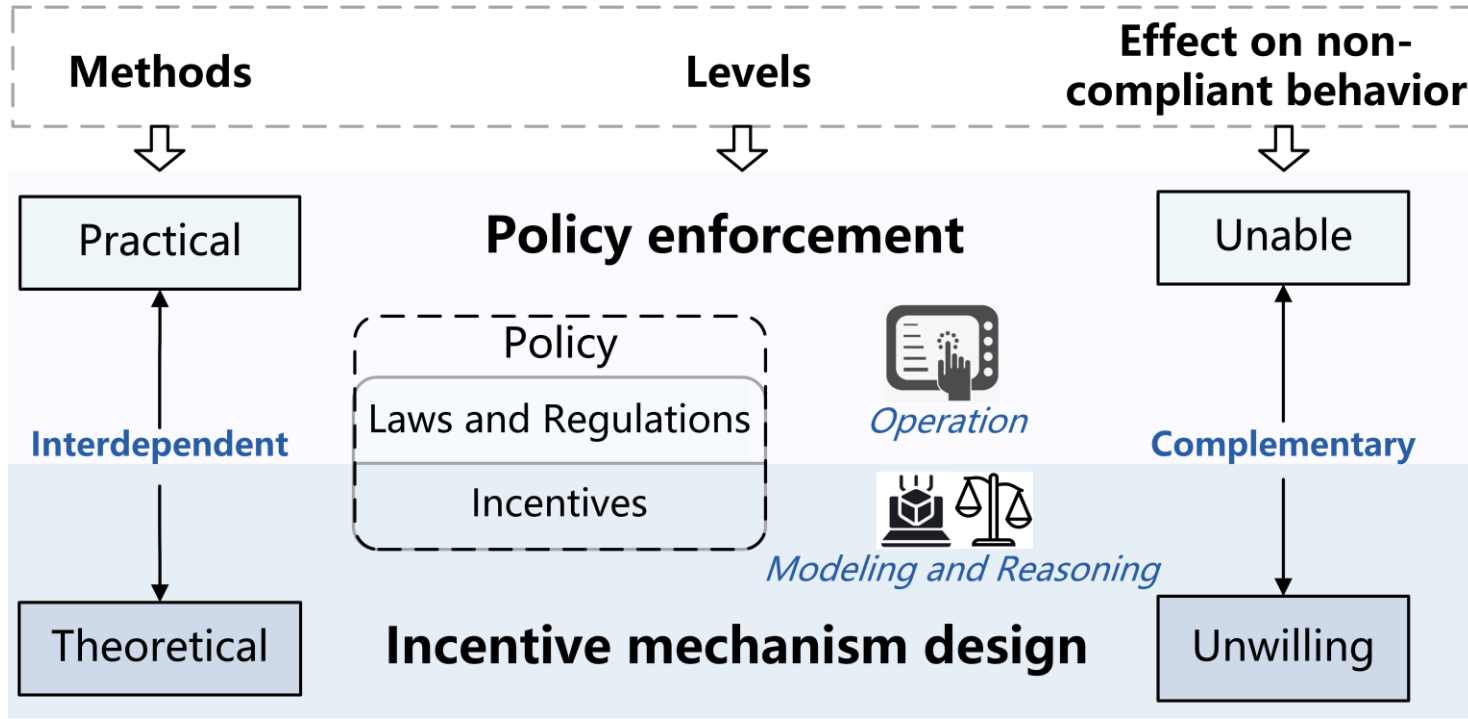 Methods
Levels
Effect on non-
compliant behavior
Practical
Policy enforcement
Unable
Policy
Laws and Regulations
Operation
Interdependent
Complementary
Incentives
Modeling and Reasoning
Theoretical
Incentive mechanism design
Unwilling